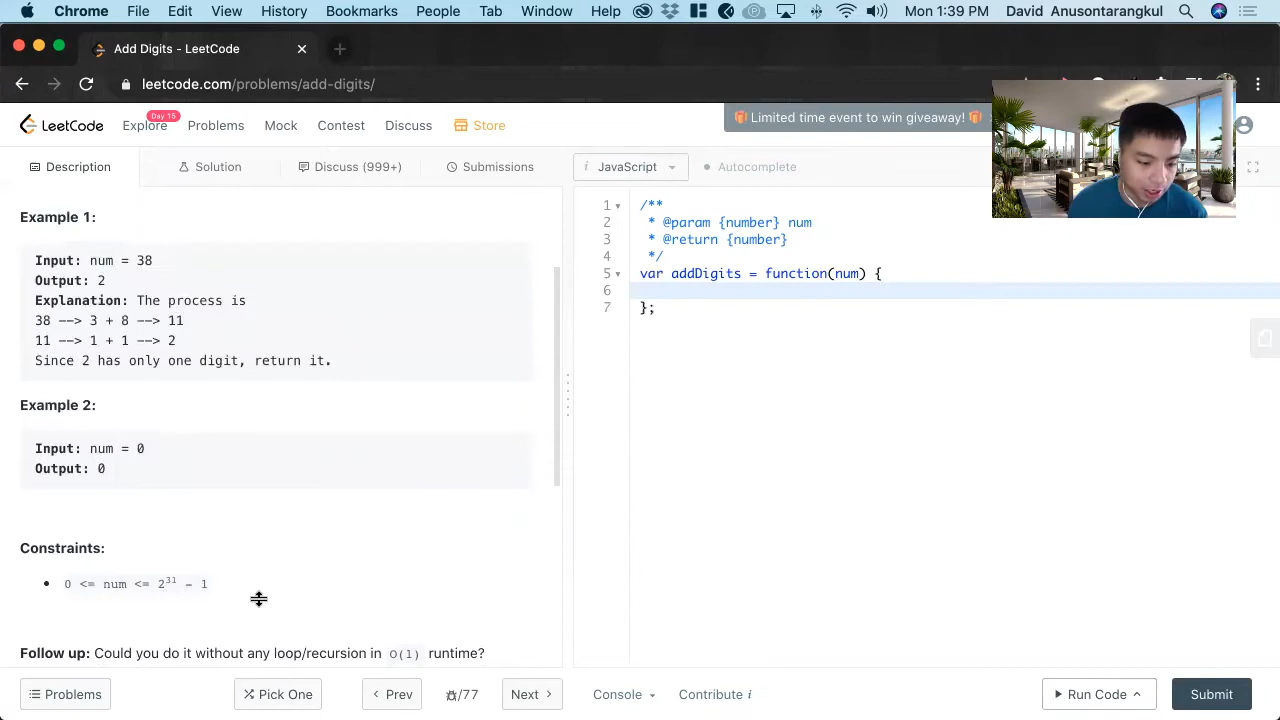 Chrome File Edit View History Bookmarks People Tab Window Help Mon 1:39 PM David Anusontarangkul
Add Digits - LeetCode
leetcode.com/problems/add-digits/
LeetCode Explore Day 15 Problems Mock Contest Discuss Store
Limited time event to win giveaway!
Description Solution Discuss (999+) Submissions
i JavaScript Autocomplete
Example 1:
Input: num = 38
Output: 2
Explanation: The process is
38 --> 3 + 8 --> 11
11 --> 1 + 1 --> 2
Since 2 has only one digit, return it.
Example 2:
Input: num = 0
Output: 0
Constraints:
0 <= num <= 2³¹ - 1
Follow up: Could you do it without any loop/recursion in O(1) runtime?
1 /**
2 * @param {number} num
3 * @return {number}
4 */
5 var addDigits = function(num) {
6
7 };
Problems Pick One < Prev /77 Next > Console Contribute i Run Code Submit